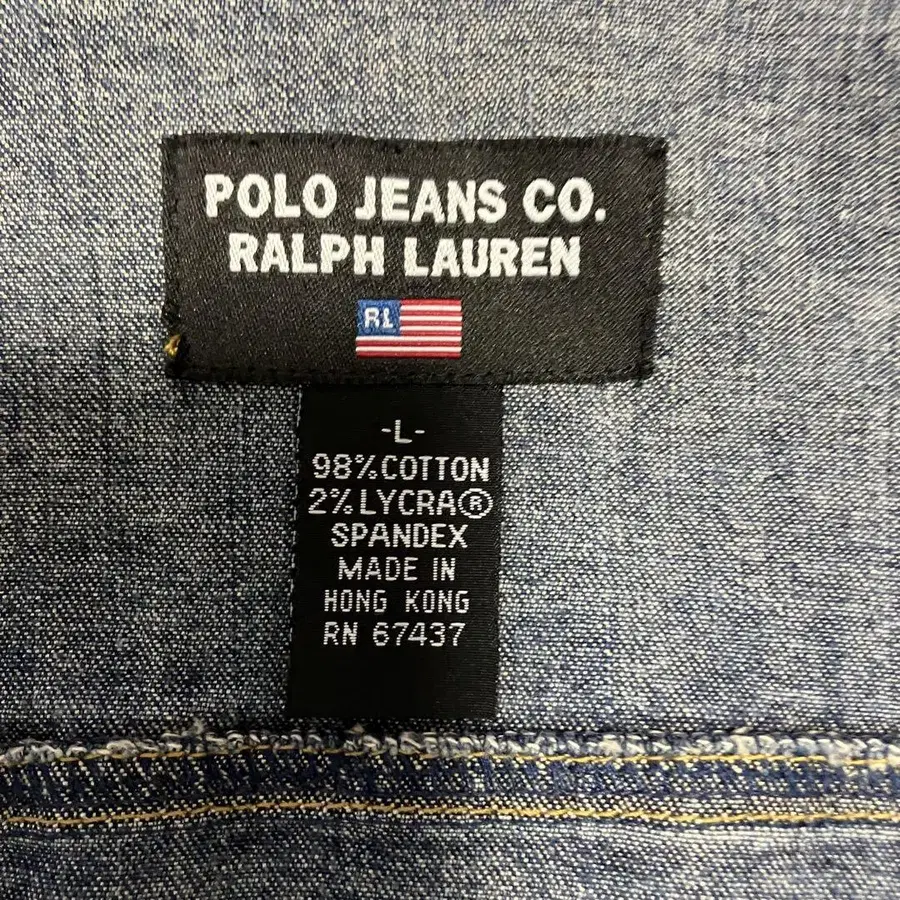 POLO JEANS CO.
RALPH LAUREN
RL
-L-
98%COTTON
2%LYCRA®
SPANDEX
MADE IN
HONG KONG
RN 67437